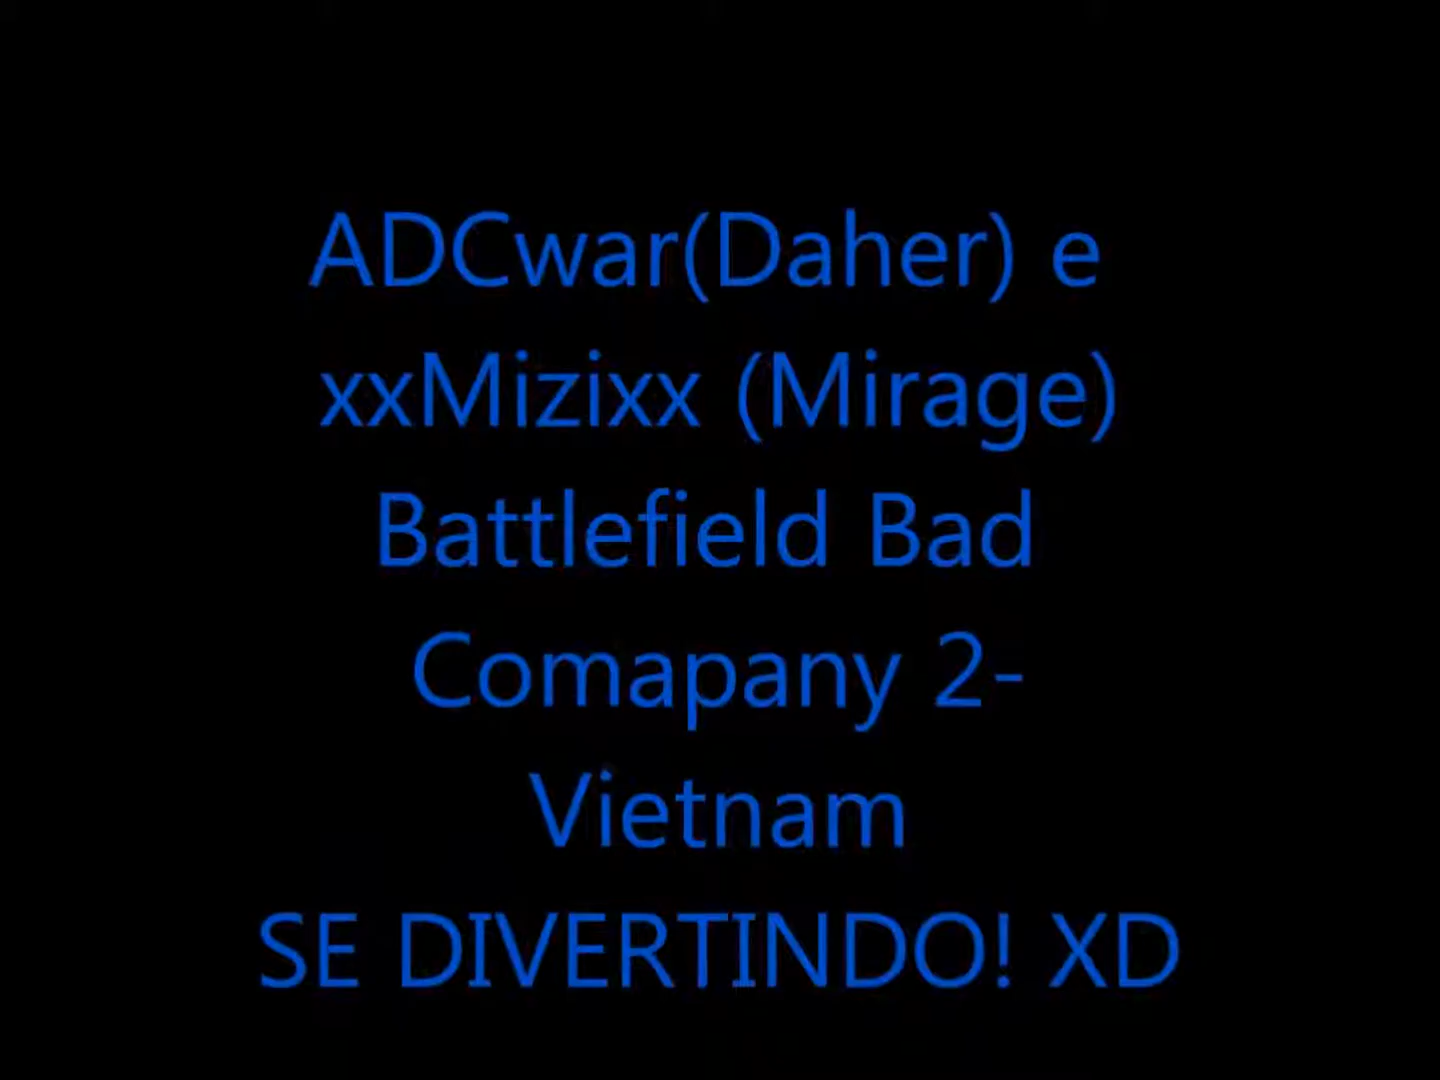 ADCwar(Daher) e
xxMizixx (Mirage)
Battlefield Bad
Comapany 2-
Vietnam
SE DIVERTINDO! XD